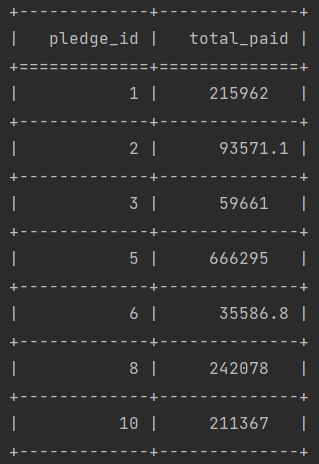 +-------------+--------------+
|   pledge_id |   total_paid |
+=============+==============+
|           1 |     215962   |
+-------------+--------------+
|           2 |      93571.1 |
+-------------+--------------+
|           3 |      59661   |
+-------------+--------------+
|           5 |     666295   |
+-------------+--------------+
|           6 |      35586.8 |
+-------------+--------------+
|           8 |     242078   |
+-------------+--------------+
|          10 |     211367   |
+-------------+--------------+